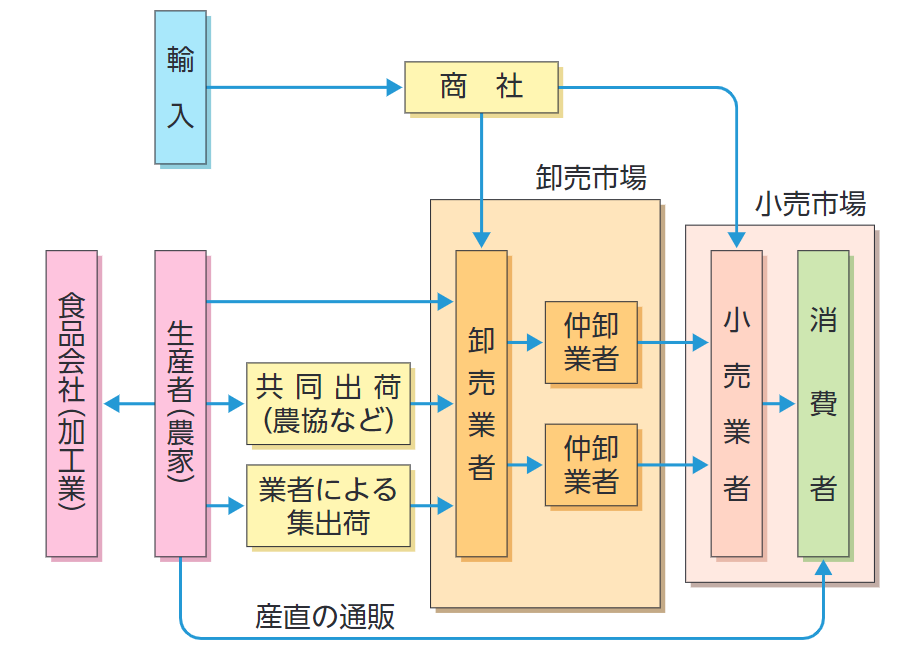 輸入
商社
卸売市場
小売市場
食品会社(加工業)
生産者(農家)
共同出荷
(農協など)
業者による
集出荷
卸売業者
仲卸
業者
仲卸
業者
小売業者
消費者
産直の通販